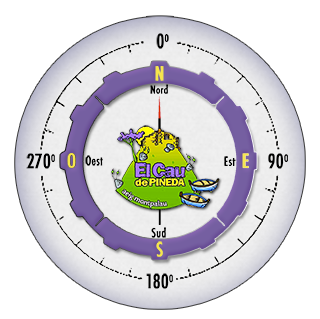 0º
N
Nord
270º O Oest
Est E 90º
El Cau
de PINEDA
Sud
S
180º